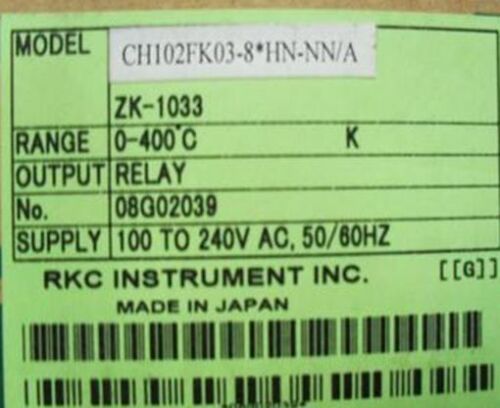 MODEL CH102FK03-8*HN-NN/A
ZK-1033
RANGE 0-400°C K
OUTPUT RELAY
No. 08G02039
SUPPLY 100 TO 240V AC, 50/60HZ
RKC INSTRUMENT INC. [[G]]
MADE IN JAPAN